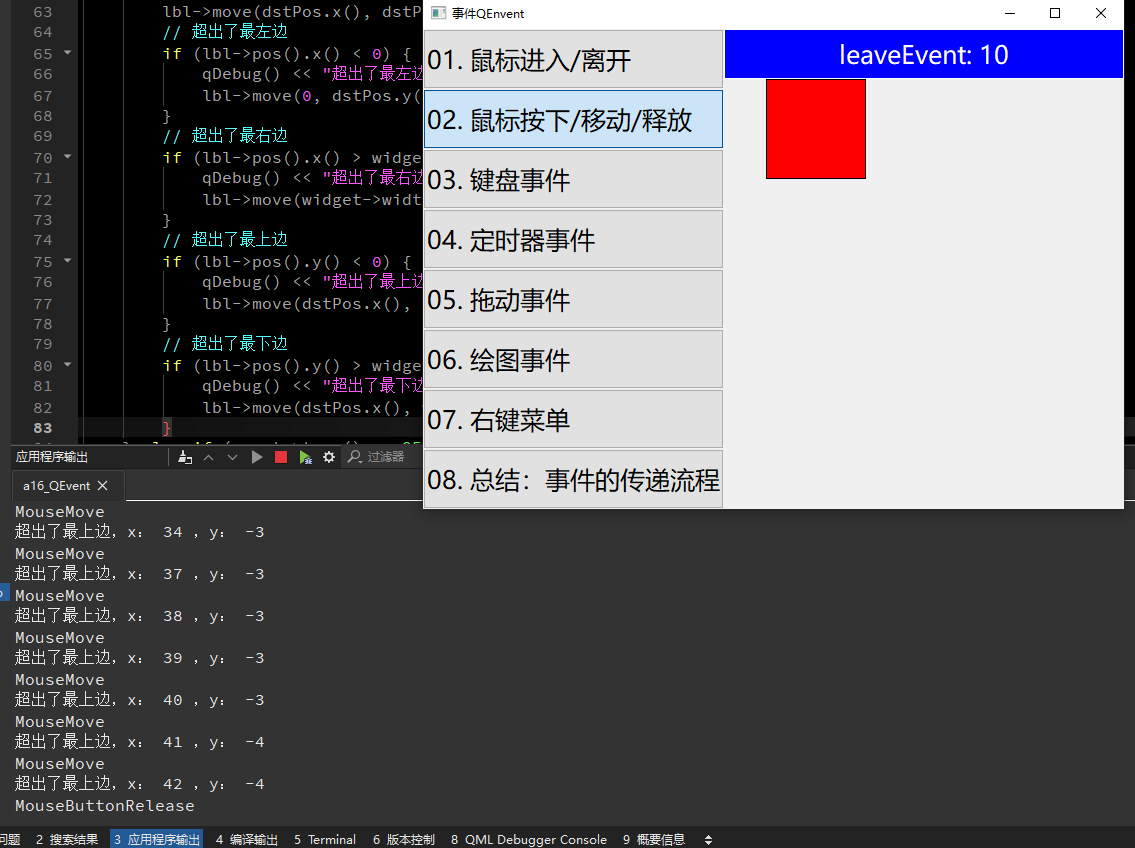 63 lbl->move(dstPos.x(), dstP
64 // 超出了最左边
65 if (lbl->pos().x() < 0) {
66 qDebug() << "超出了最左边
67 lbl->move(0, dstPos.y(
68 }
69 // 超出了最右边
70 if (lbl->pos().x() > widge
71 qDebug() << "超出了最右边
72 lbl->move(widget->widt
73 }
74 // 超出了最上边
75 if (lbl->pos().y() < 0) {
76 qDebug() << "超出了最上边
77 lbl->move(dstPos.x(),
78 }
79 // 超出了最下边
80 if (lbl->pos().y() > widge
81 qDebug() << "超出了最下边
82 lbl->move(dstPos.x(),
83 }
事件QEnvent
01. 鼠标进入/离开
02. 鼠标按下/移动/释放
03. 键盘事件
04. 定时器事件
05. 拖动事件
06. 绘图事件
07. 右键菜单
08. 总结：事件的传递流程
leaveEvent: 10
应用程序输出
过滤器
a16_QEvent
MouseMove
超出了最上边，x： 34 ，y： -3
MouseMove
超出了最上边，x： 37 ，y： -3
MouseMove
超出了最上边，x： 38 ，y： -3
MouseMove
超出了最上边，x： 39 ，y： -3
MouseMove
超出了最上边，x： 40 ，y： -3
MouseMove
超出了最上边，x： 41 ，y： -4
MouseMove
超出了最上边，x： 42 ，y： -4
MouseButtonRelease
问题 2 搜索结果 3 应用程序输出 4 编译输出 5 Terminal 6 版本控制 8 QML Debugger Console 9 概要信息